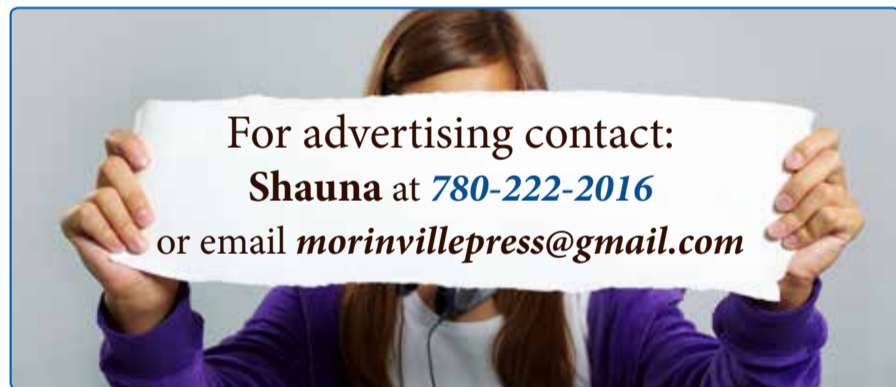 For advertising contact:
Shauna at 780-222-2016
or email morinvillepress@gmail.com